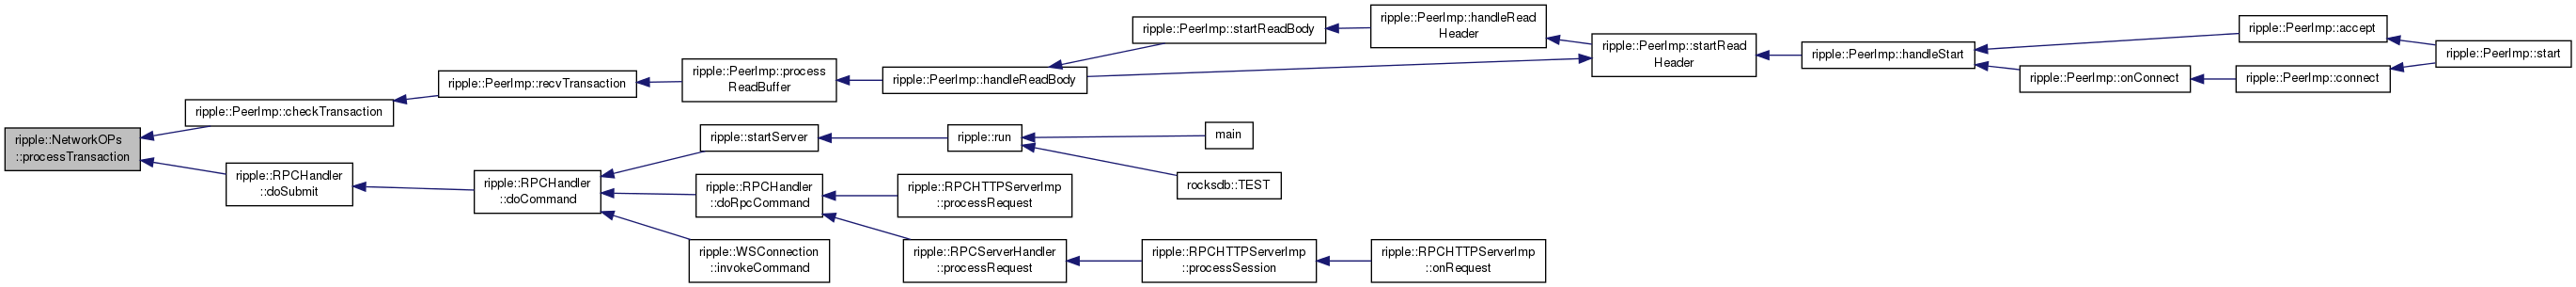 ripple::NetworkOPs
::processTransaction
ripple::PeerImp::checkTransaction
ripple::PeerImp::recvTransaction
ripple::PeerImp::process
ReadBuffer
ripple::PeerImp::handleReadBody
ripple::PeerImp::startReadBody
ripple::PeerImp::handleRead
Header
ripple::PeerImp::startRead
Header
ripple::PeerImp::handleStart
ripple::PeerImp::accept
ripple::PeerImp::onConnect
ripple::PeerImp::connect
ripple::PeerImp::start
ripple::RPCHandler
::doSubmit
ripple::RPCHandler
::doCommand
ripple::startServer
ripple::run
main
rocksdb::TEST
ripple::RPCHandler
::doRpcCommand
ripple::RPCHTTPServerImp
::processRequest
ripple::RPCServerHandler
::processRequest
ripple::RPCHTTPServerImp
::processSession
ripple::RPCHTTPServerImp
::onRequest
ripple::WSConnection
::invokeCommand